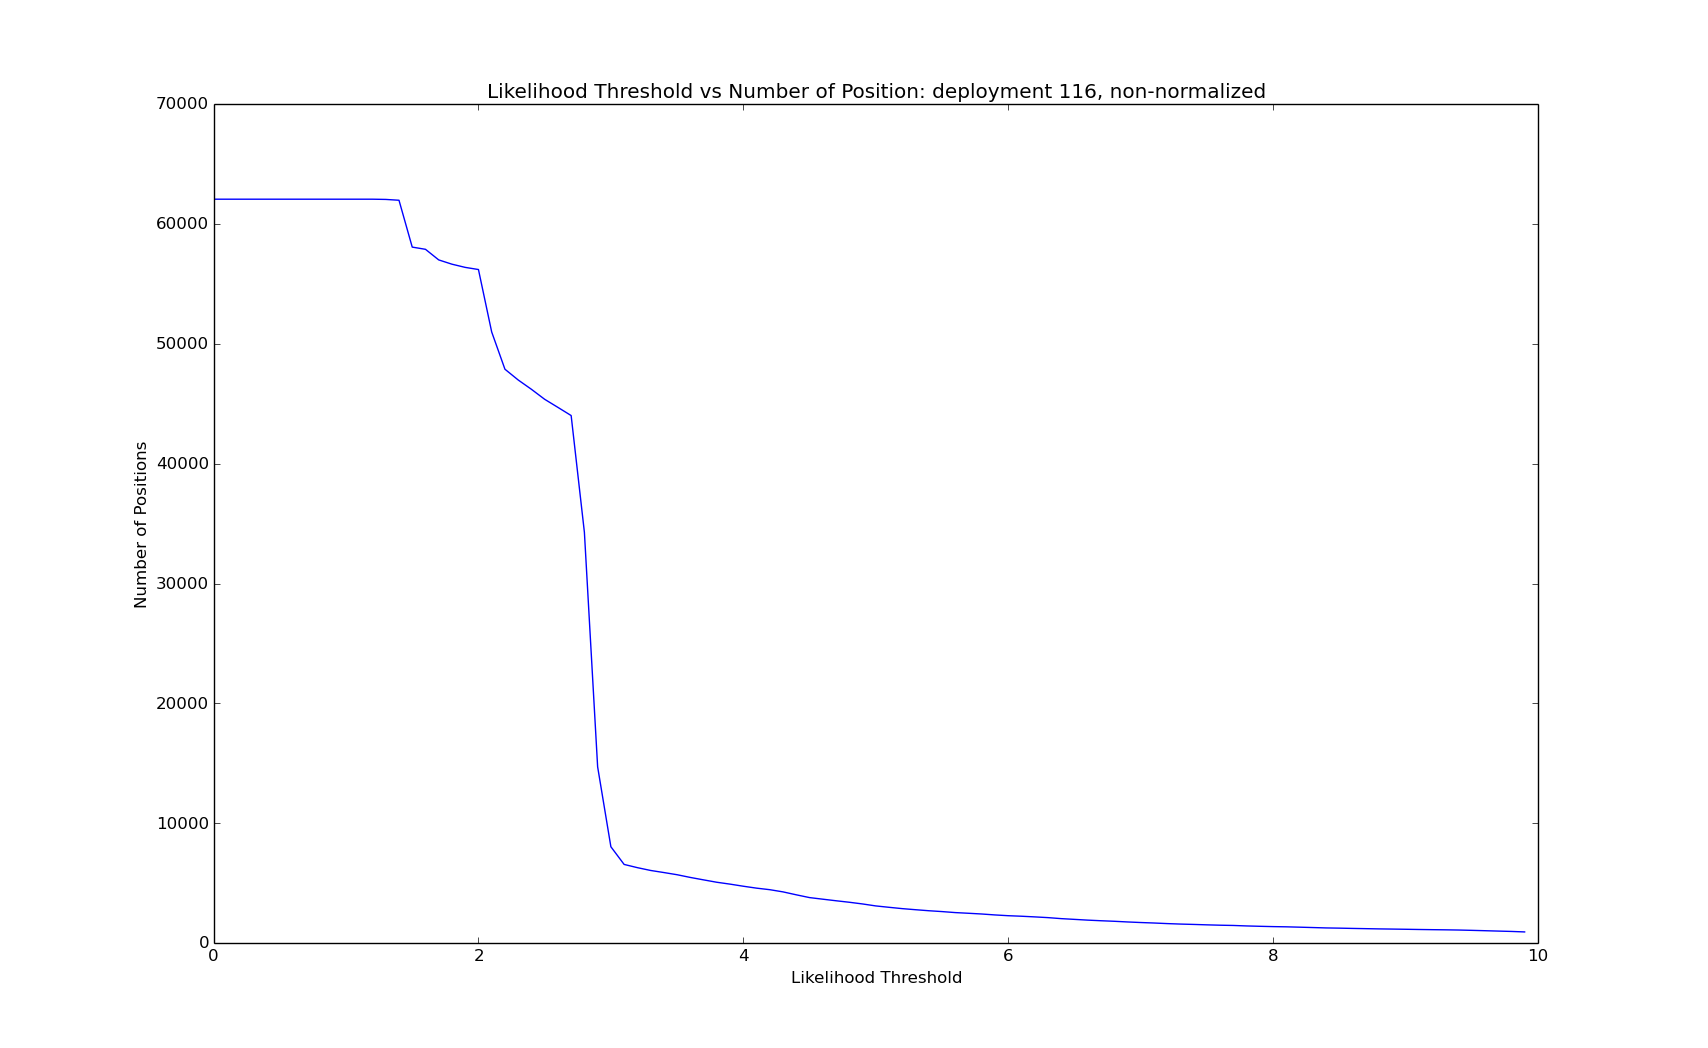 Likelihood Threshold vs Number of Position: deployment 116, non-normalized
70000
60000
50000
40000
30000
20000
10000
0
Number of Positions
0 2 4 6 8 10
Likelihood Threshold